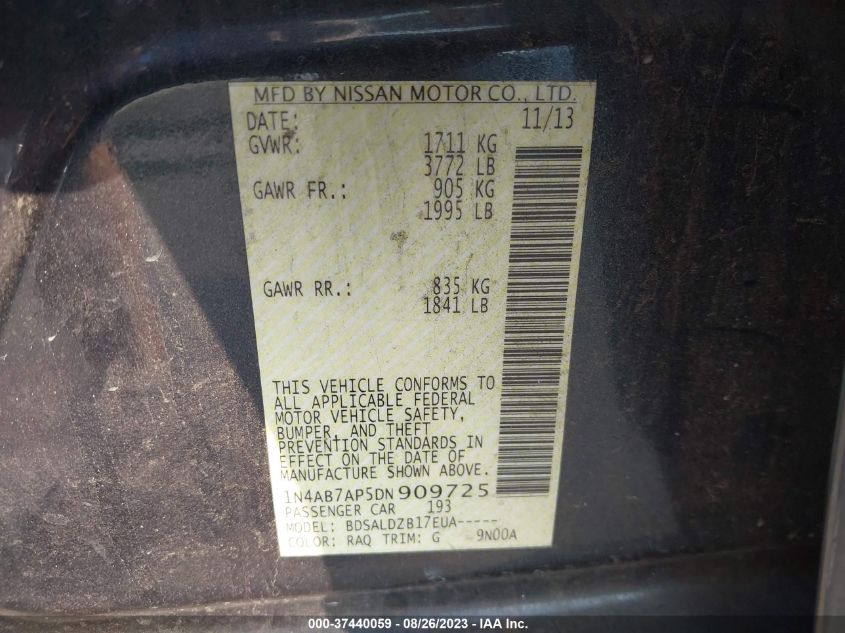 MFD BY NISSAN MOTOR CO., LTD.
DATE: 11/13
GVWR: 1711 KG
3772 LB
GAWR FR.: 905 KG
1995 LB
GAWR RR.: 835 KG
1841 LB
THIS VEHICLE CONFORMS TO
ALL APPLICABLE FEDERAL
MOTOR VEHICLE SAFETY,
BUMPER, AND THEFT
PREVENTION STANDARDS IN
EFFECT ON THE DATE OF
MANUFACTURE SHOWN ABOVE.
1N4AB7AP5DN909725
PASSENGER CAR 193
MODEL: BDSALDZB17EUA-----
COLOR: RAQ TRIM: G 9N00A
000-37440059 / 08/26/2023 - © IAA Inc.